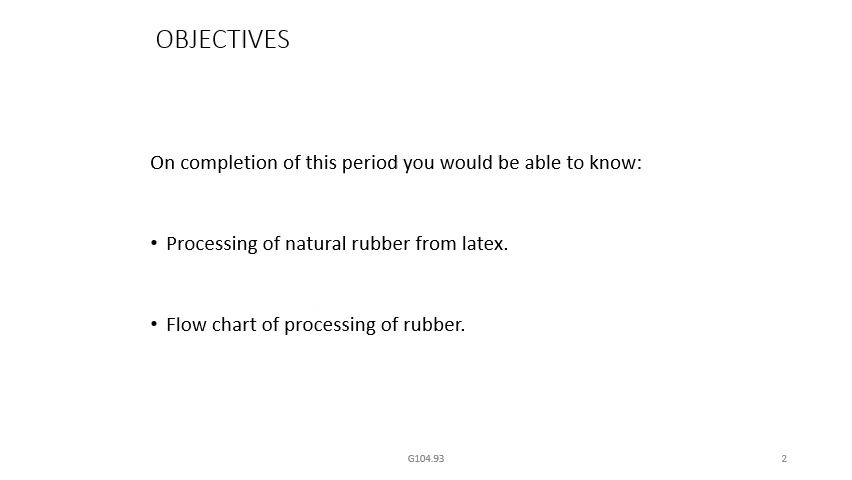 OBJECTIVES
On completion of this period you would be able to know:
• Processing of natural rubber from latex.
• Flow chart of processing of rubber.
G104.93
2